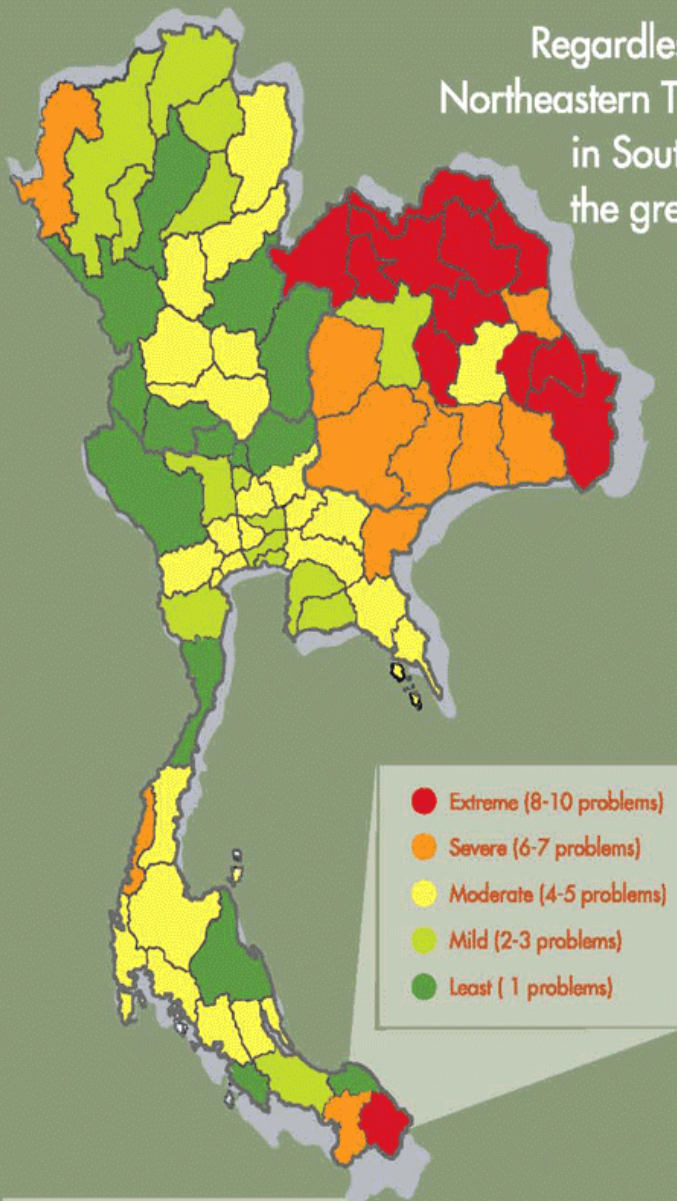 Regardles
Northeastern T
in Sout
the gre
Extreme (8-10 problems)
Severe (6-7 problems)
Moderate (4-5 problems)
Mild (2-3 problems)
Least ( 1 problems)